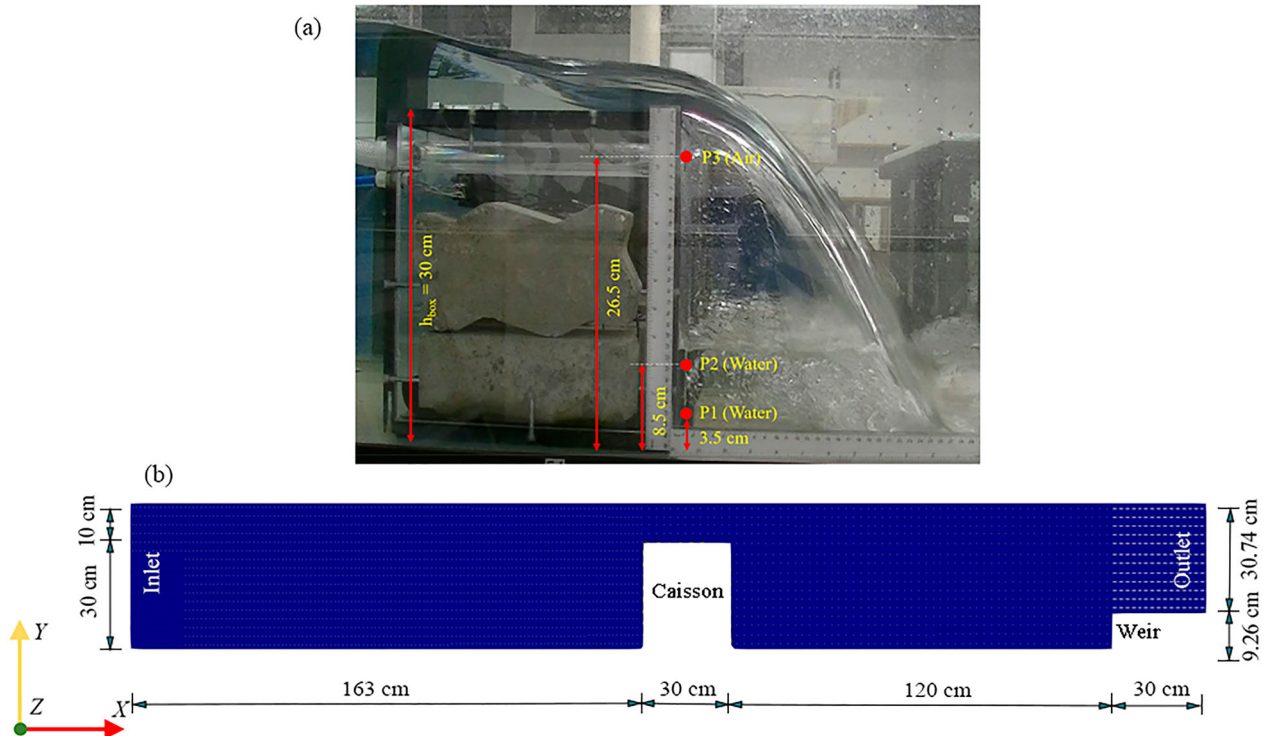 (a)
P3 (Air)
h_box = 30 cm
26.5 cm
P2 (Water)
8.5 cm
P1 (Water)
3.5 cm
(b)
10 cm
30 cm
Inlet
Caisson
Outlet
30.74 cm
Weir
9.26 cm
Y
Z
X
163 cm
30 cm
120 cm
30 cm